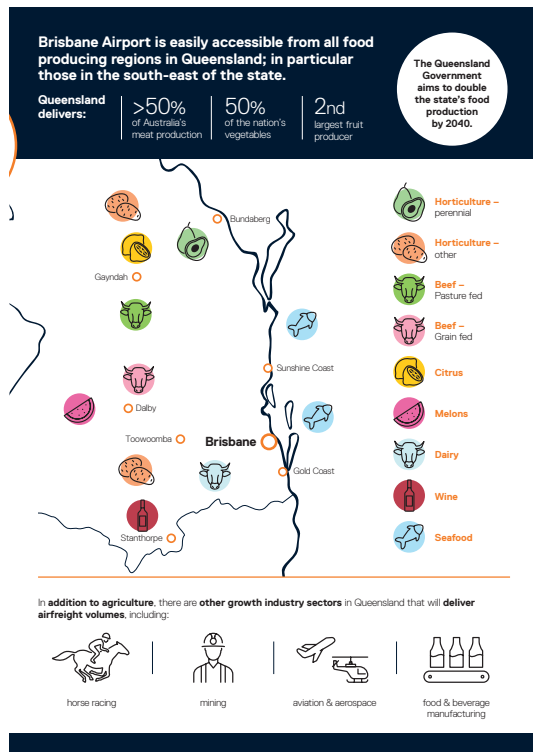 Brisbane Airport is easily accessible from all food
producing regions in Queensland; in particular
those in the south-east of the state.
Queensland
delivers:
>50%
of Australia's
meat production
50%
of the nation's
vegetables
2nd
largest fruit
producer
The Queensland
Government
aims to double
the state's food
production
by 2040.
Bundaberg
Gayndah
Sunshine Coast
Dalby
Toowoomba
Brisbane
Gold Coast
Stanthorpe
Horticulture –
perennial
Horticulture –
other
Beef –
Pasture fed
Beef –
Grain fed
Citrus
Melons
Dairy
Wine
Seafood
In addition to agriculture, there are other growth industry sectors in Queensland that will deliver
airfreight volumes, including:
horse racing
mining
aviation & aerospace
food & beverage
manufacturing